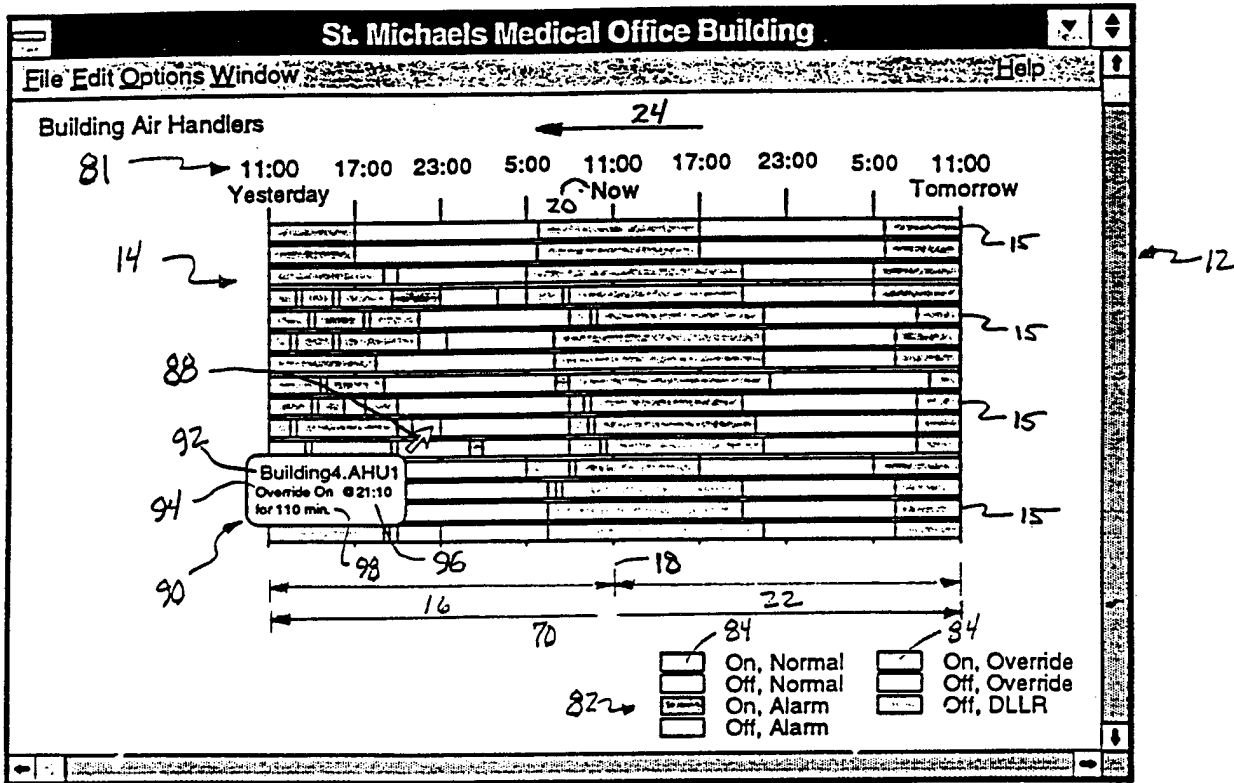 St. Michaels Medical Office Building
File Edit Options Window Help
Building Air Handlers
24
81
11:00 17:00 23:00 5:00 11:00 17:00 23:00 5:00 11:00
Yesterday 20 Now Tomorrow
15
14
12
15
88
15
92
Building4.AHU1
94
Override On @ 21:10
for 110 min.
15
90
98 96
18
16 22
70
84 84
On, Normal On, Override
Off, Normal Off, Override
82 On, Alarm Off, DLLR
Off, Alarm